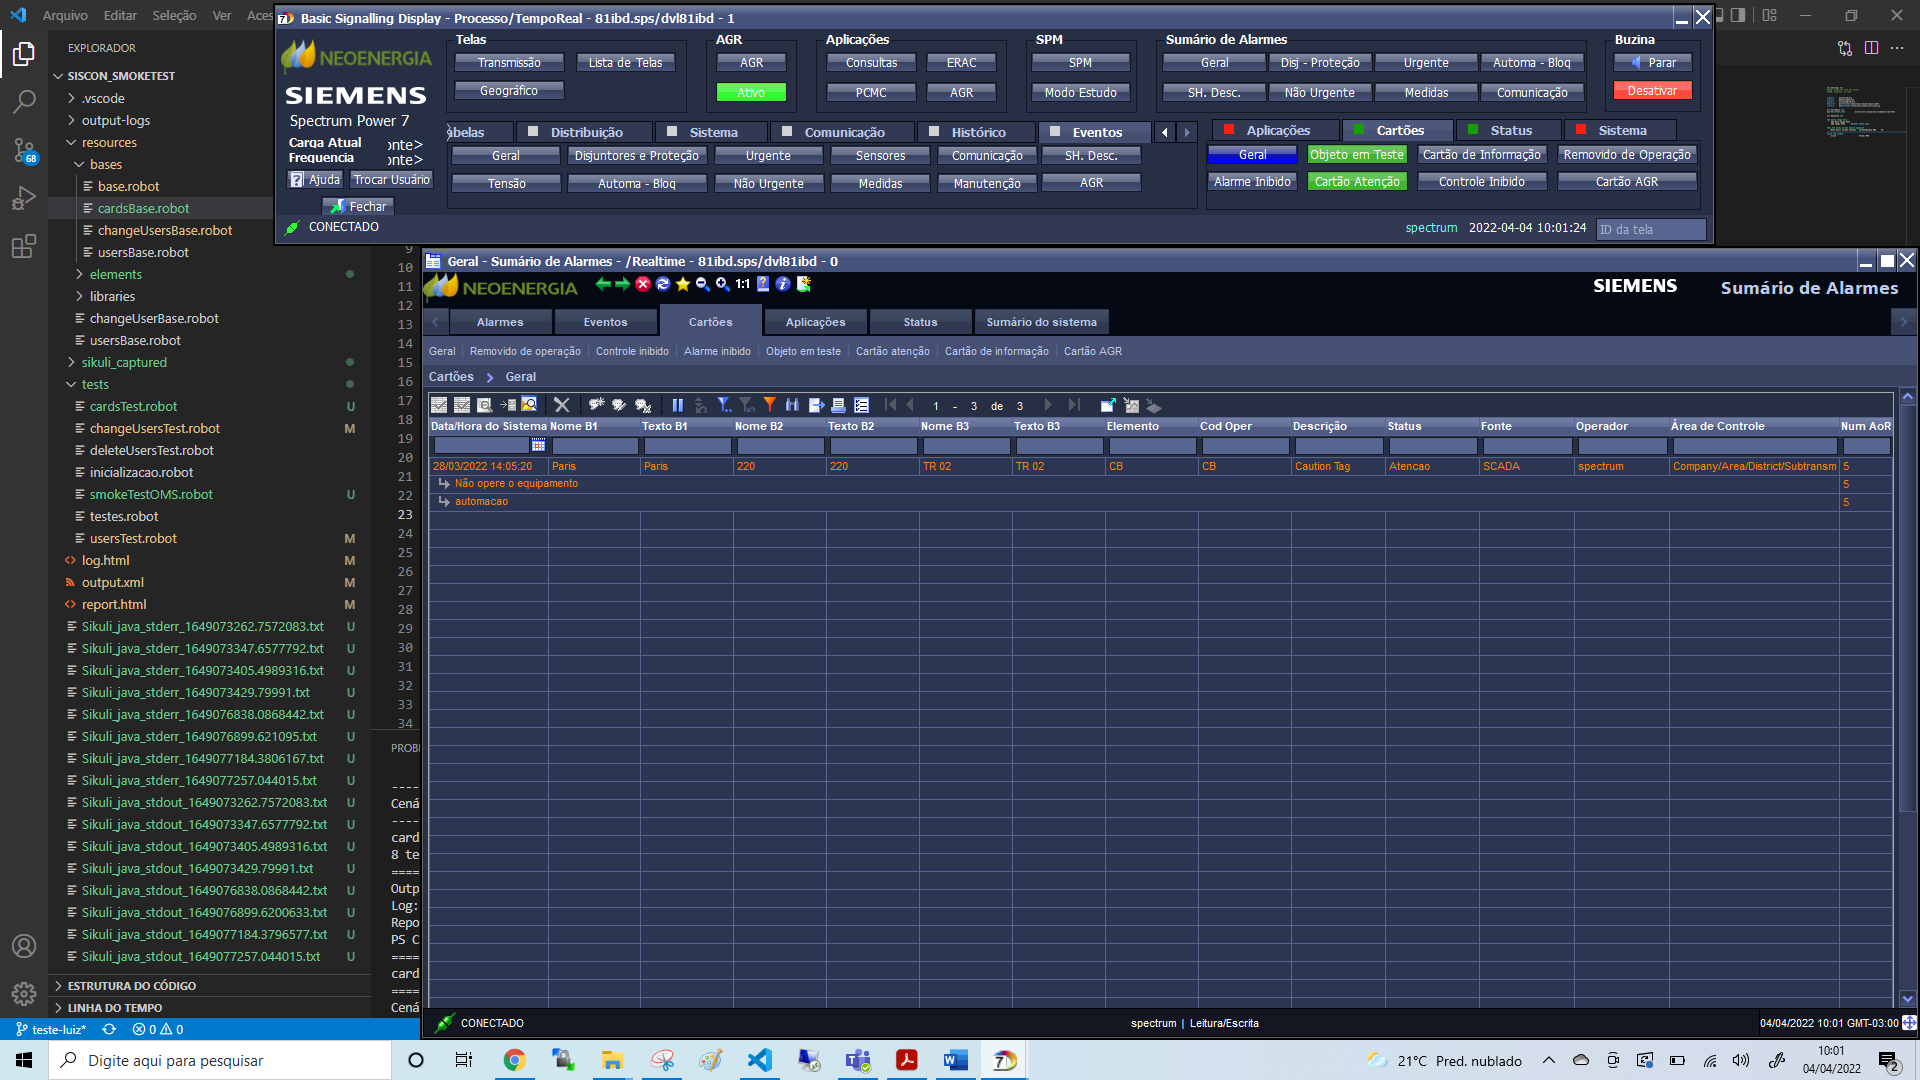 Arquivo Editar Seleção Ver
Basic Signalling Display - Processo/TempoReal - 81ibd.sps/dvl81ibd - 1
NEOENERGIA
SIEMENS
Spectrum Power 7
Carga Atual
Frequencia
onte>
onte>
Ajuda
Trocar Usuário
Fechar
CONECTADO
Telas
Transmissão
Lista de Telas
Geográfico
AGR
AGR
Ativo
Aplicações
Consultas
ERAC
PCMC
AGR
SPM
SPM
Modo Estudo
Sumário de Alarmes
Geral
Disj - Proteção
Urgente
Automa - Bloq
SH. Desc.
Não Urgente
Medidas
Comunicação
Buzina
Parar
Desativar
abelas
Distribuição
Sistema
Comunicação
Histórico
Eventos
Geral
Disjuntores e Proteção
Urgente
Sensores
Comunicação
SH. Desc.
Tensão
Automa - Bloq
Não Urgente
Medidas
Manutenção
AGR
Aplicações
Cartões
Status
Sistema
Geral
Objeto em Teste
Cartão de Informação
Removido de Operação
Alarme Inibido
Cartão Atenção
Controle Inibido
Cartão AGR
spectrum 2022-04-04 10:01:24
ID da tela
EXPLORADOR
SISCON_SMOKETEST
.vscode
output-logs
resources
bases
base.robot
cardsBase.robot
changeUsersBase.robot
usersBase.robot
elements
libraries
changeUserBase.robot
usersBase.robot
sikuli_captured
tests
cardsTest.robot U
changeUsersTest.robot M
deleteUsersTest.robot
inicializacao.robot
smokeTestOMS.robot U
testes.robot
usersTest.robot M
log.html M
output.xml M
report.html M
Sikuli_java_stderr_1649073262.7572083.txt U
Sikuli_java_stderr_1649073347.6577792.txt U
Sikuli_java_stderr_1649073405.4989316.txt U
Sikuli_java_stderr_1649073429.79991.txt U
Sikuli_java_stderr_1649076838.0868442.txt U
Sikuli_java_stderr_1649076899.621095.txt U
Sikuli_java_stderr_1649077184.3806167.txt U
Sikuli_java_stderr_1649077257.044015.txt U
Sikuli_java_stdout_1649073262.7572083.txt U
Sikuli_java_stdout_1649073347.6577792.txt U
Sikuli_java_stdout_1649073405.4989316.txt U
Sikuli_java_stdout_1649073429.79991.txt U
Sikuli_java_stdout_1649076838.0868442.txt U
Sikuli_java_stdout_1649076899.6200633.txt U
Sikuli_java_stdout_1649077184.3796577.txt U
Sikuli_java_stdout_1649077257.044015.txt U
ESTRUTURA DO CÓDIGO
LINHA DO TEMPO
68
teste-luiz* 0 0
9
10
11
12
13
14
15
16
17
18
19
20
21
22
23
24
25
26
27
28
29
30
31
32
33
34
PROBL
----
Cená
----
card
8 te
====
Outp
Log:
Repo
PS C
====
card
====
Cená
Geral - Sumário de Alarmes - /Realtime - 81ibd.sps/dvl81ibd - 0
NEOENERGIA
1:1
SIEMENS
Sumário de Alarmes
Alarmes
Eventos
Cartões
Aplicações
Status
Sumário do sistema
Geral | Removido de operação | Controle inibido | Alarme inibido | Objeto em teste | Cartão atenção | Cartão de informação | Cartão AGR
Cartões > Geral
1 - 3 de 3
Data/Hora do Sistema Nome B1 Texto B1 Nome B2 Texto B2 Nome B3 Texto B3 Elemento Cod Oper Descrição Status Fonte Operador Área de Controle Num AoR
28/03/2022 14:05:20 Paris Paris 220 220 TR 02 TR 02 CB CB Caution Tag Atencao SCADA spectrum Company/Area/District/Subtransm 5
Não opere o equipamento 5
automacao 5
CONECTADO
spectrum | Leitura/Escrita
04/04/2022 10:01 GMT-03:00
Digite aqui para pesquisar
21°C Pred. nublado
10:01
04/04/2022
2